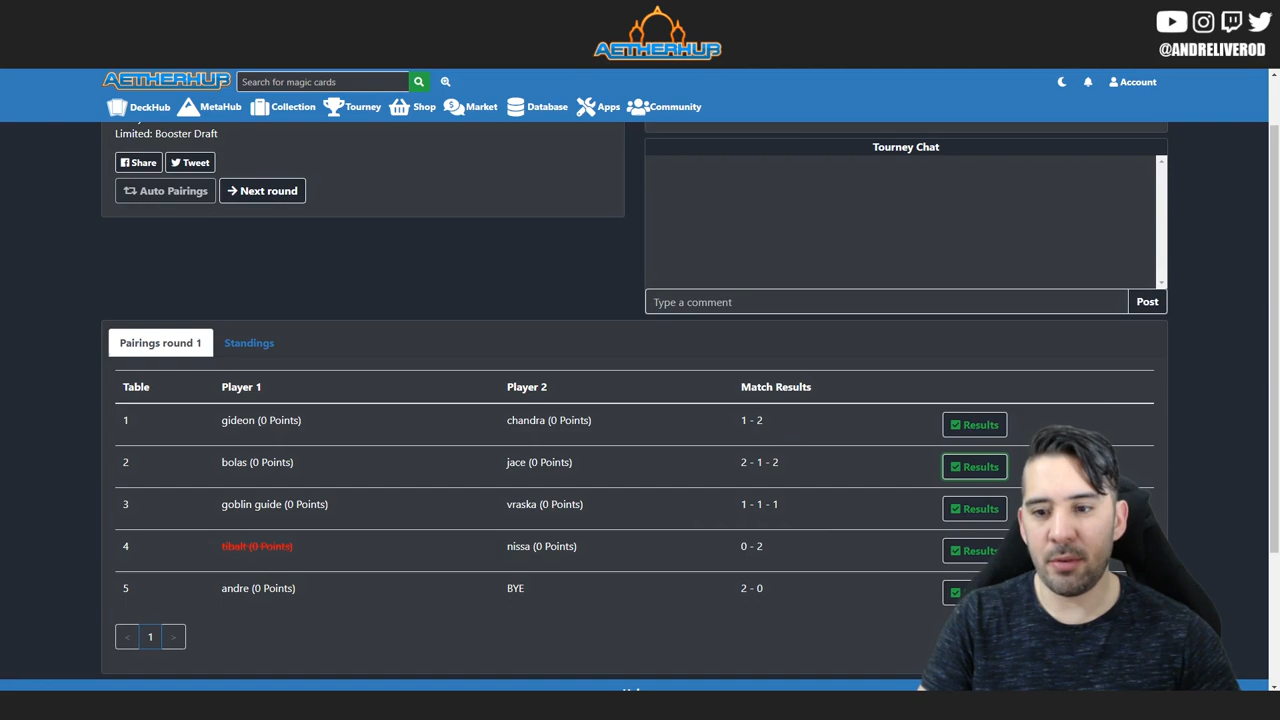 AETHERHUB
@ANDRELIVEROD
AETHERHUB
Search for magic cards
Account
DeckHub
MetaHub
Collection
Tourney
Shop
Market
Database
Apps
Community
Limited: Booster Draft
Share
Tweet
Auto Pairings
Next round
Tourney Chat
Type a comment
Post
Pairings round 1
Standings
Table Player 1 Player 2 Match Results
1 gideon (0 Points) chandra (0 Points) 1 - 2 Results
2 bolas (0 Points) jace (0 Points) 2 - 1 - 2 Results
3 goblin guide (0 Points) vraska (0 Points) 1 - 1 - 1 Results
4 tibalt (0 Points) nissa (0 Points) 0 - 2 Results
5 andre (0 Points) BYE 2 - 0
< 1 >